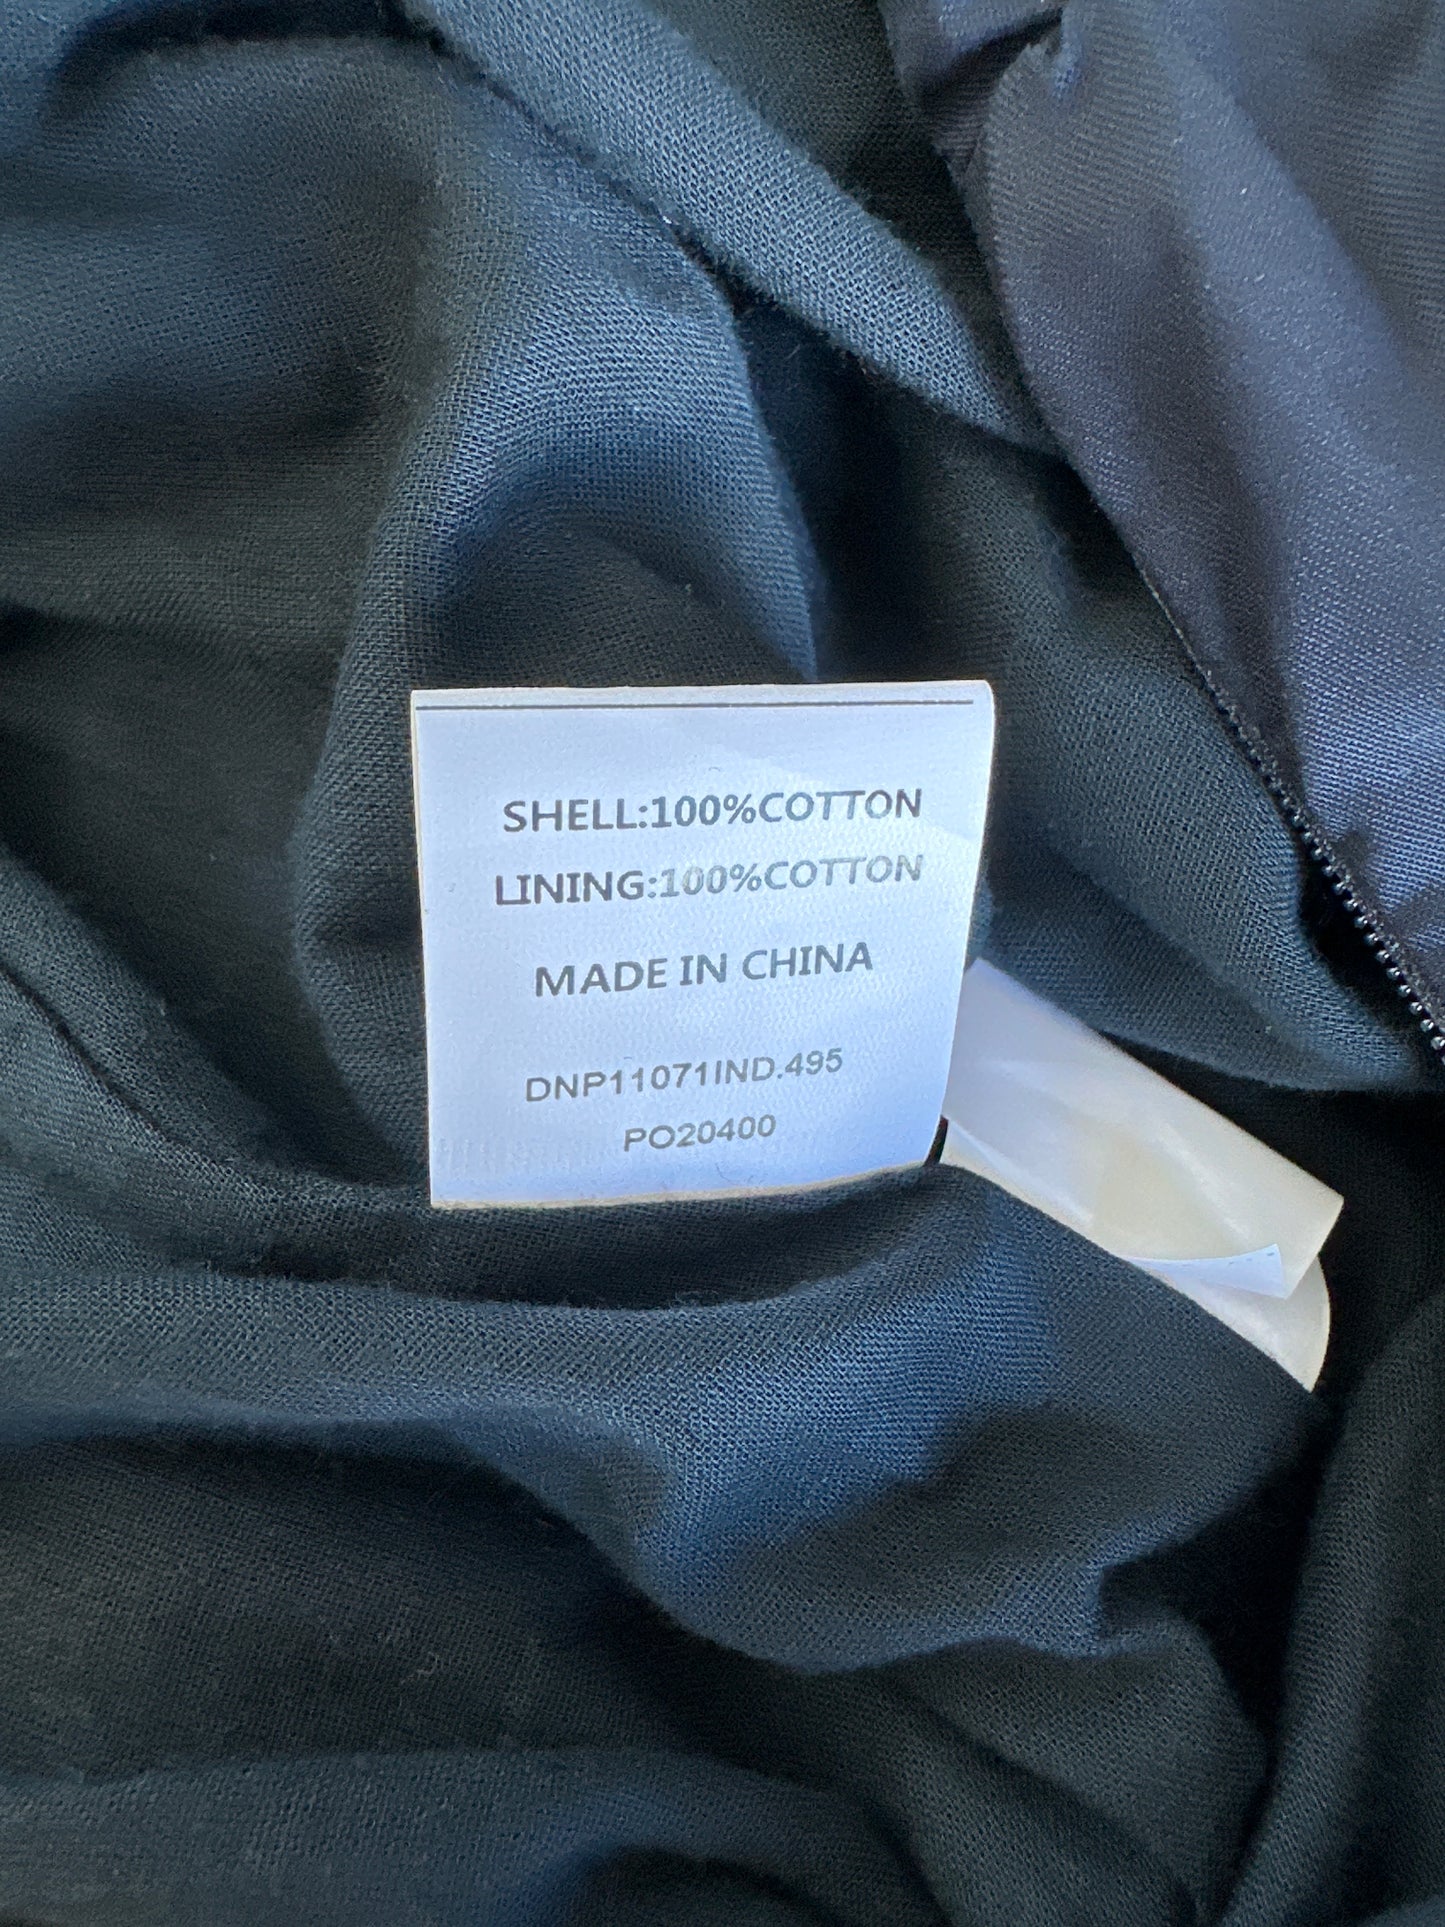 SHELL:100%COTTON
LINING:100%COTTON
MADE IN CHINA
DNP11071IND.495
PO20400